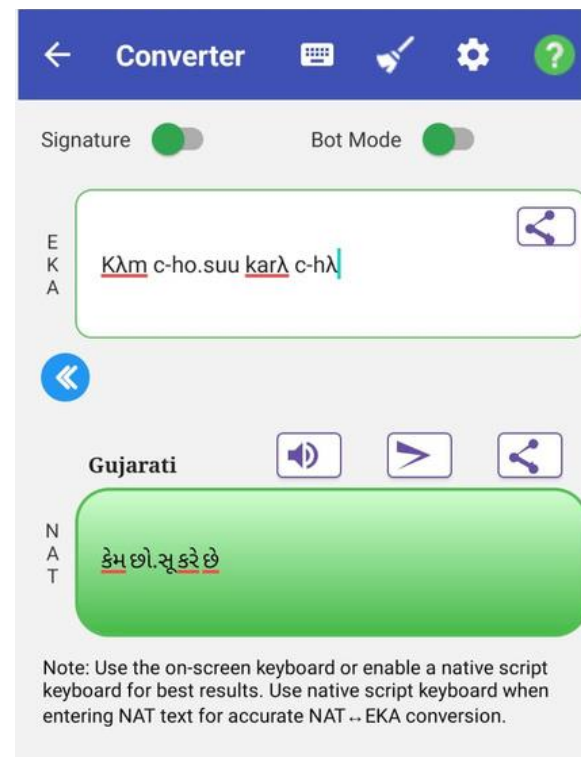 Converter
Signature Bot Mode
EKA
Kλm c-ho.suu karλ c-hλ
Gujarati
NAT
કેમ છો.સૂ કરે છે
Note: Use the on-screen keyboard or enable a native script
keyboard for best results. Use native script keyboard when
entering NAT text for accurate NAT↔EKA conversion.